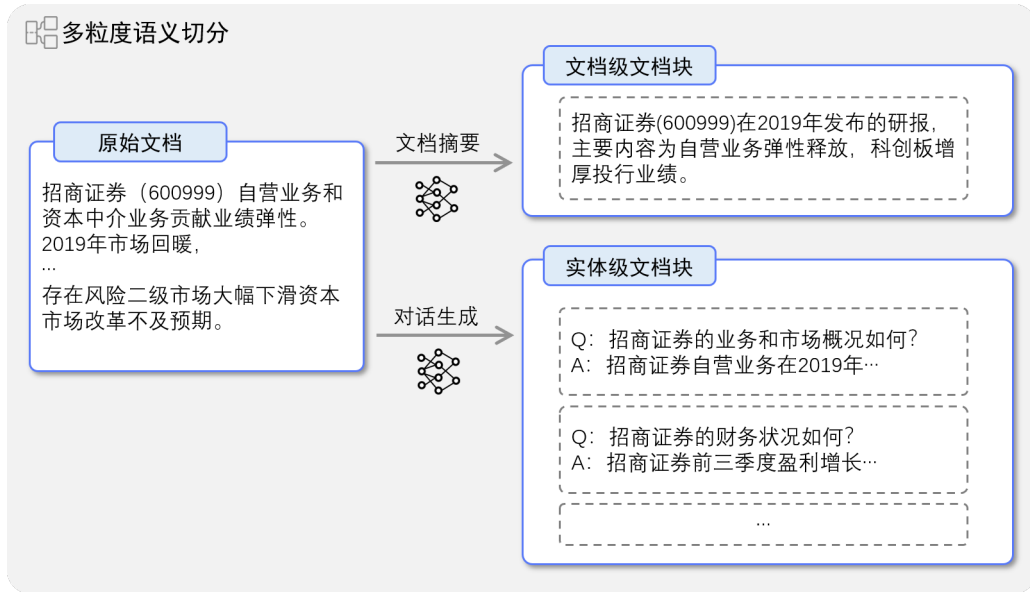 多粒度语义切分
原始文档
招商证券（600999）自营业务和
资本中介业务贡献业绩弹性。
2019年市场回暖，
…
存在风险二级市场大幅下滑资本
市场改革不及预期。
文档摘要
对话生成
文档级文档块
招商证券(600999)在2019年发布的研报，
主要内容为自营业务弹性释放，科创板增
厚投行业绩。
实体级文档块
Q：招商证券的业务和市场概况如何？
A：招商证券自营业务在2019年…
Q：招商证券的财务状况如何？
A：招商证券前三季度盈利增长…
…